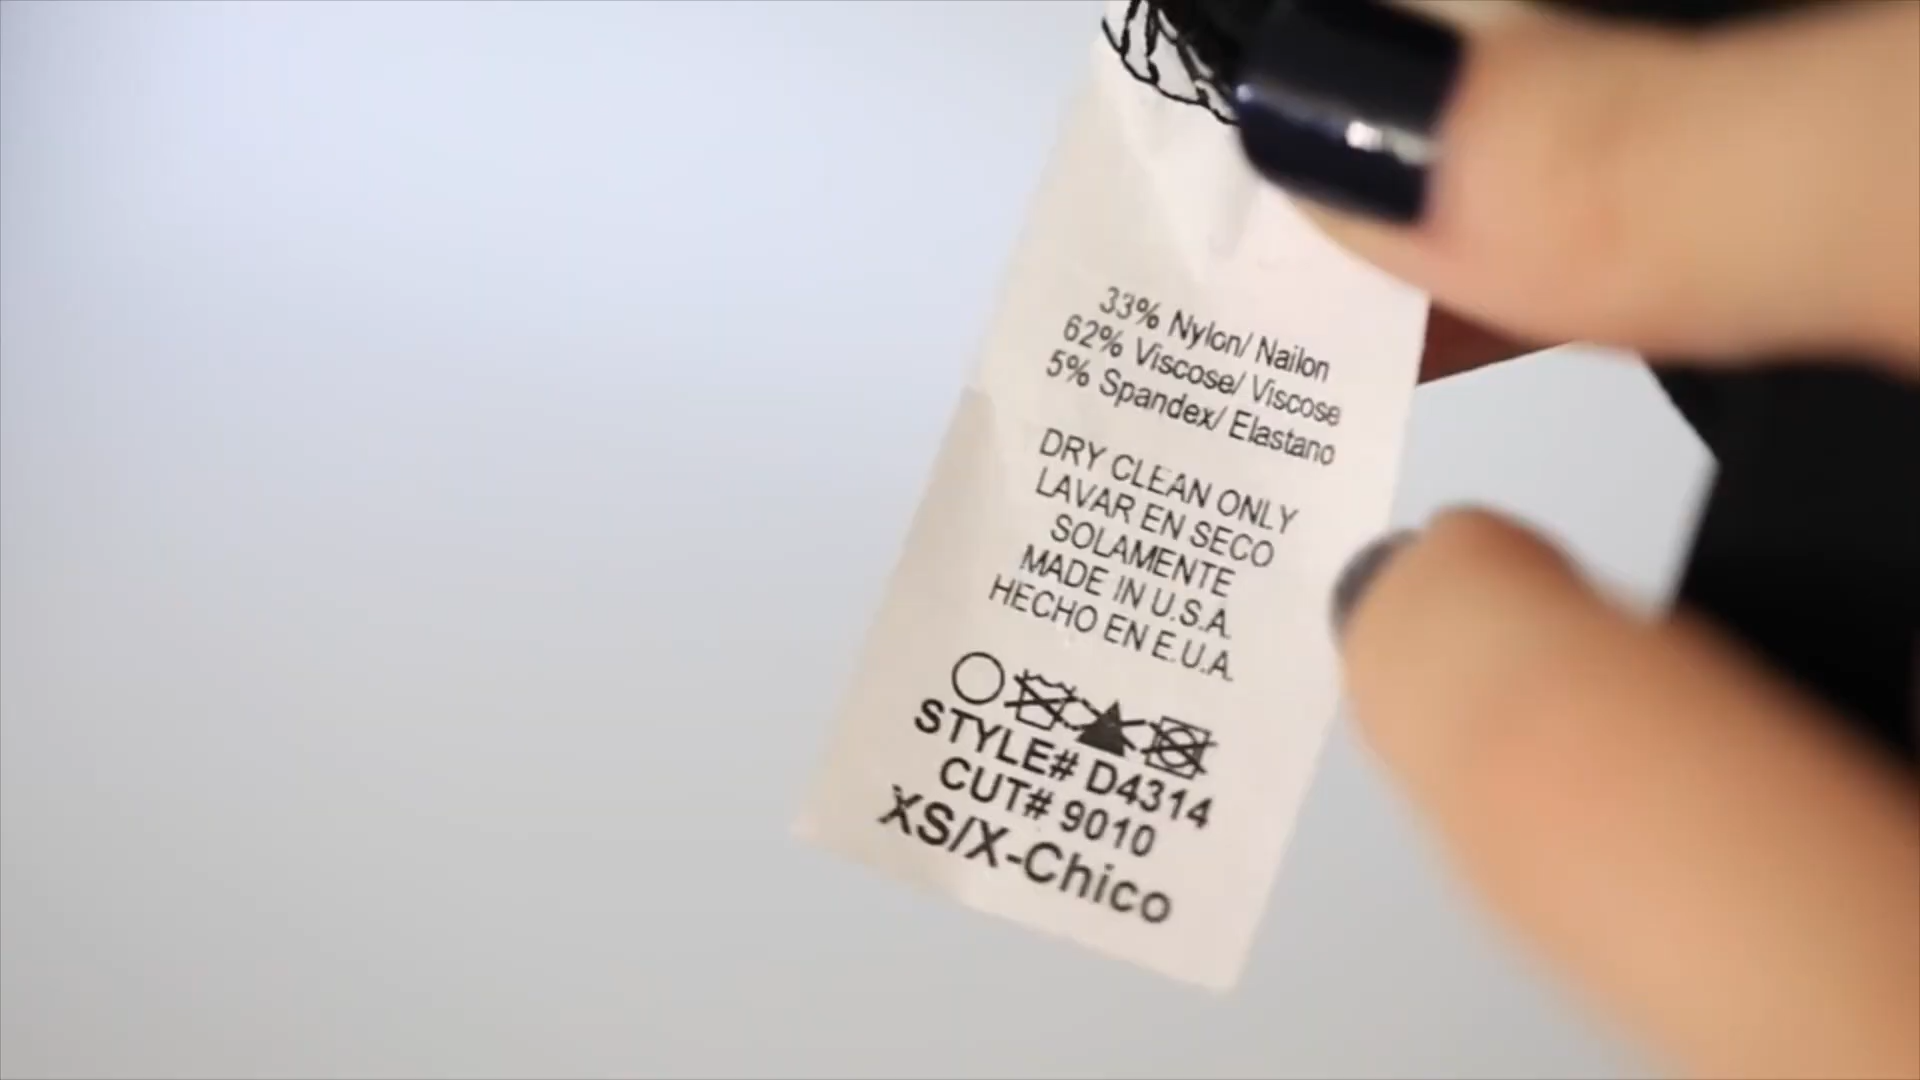 33% Nylon/ Nailon
62% Viscose/ Viscose
5% Spandex/ Elastano
DRY CLEAN ONLY
LAVAR EN SECO
SOLAMENTE
MADE IN U.S.A.
HECHO EN E.U.A.
STYLE# D4314
CUT# 9010
XS/X-Chico